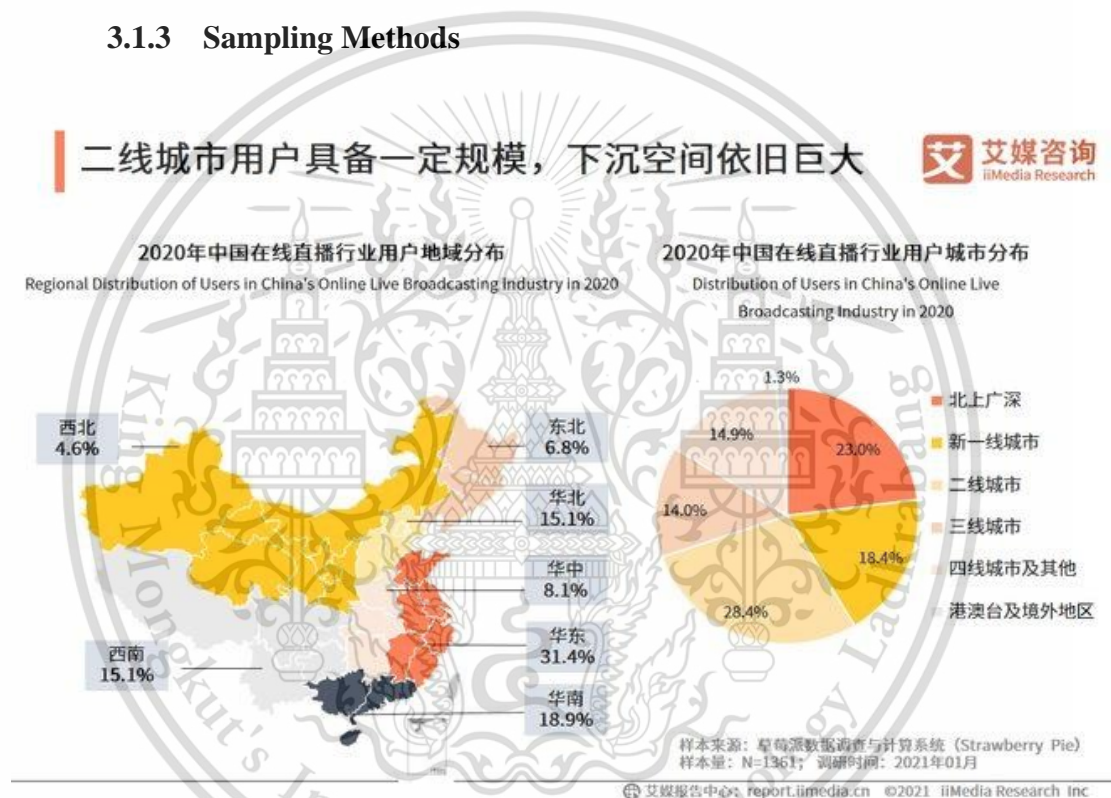 3.1.3 Sampling Methods
二线城市用户具备一定规模，下沉空间依旧巨大
艾 艾媒咨询
iiMedia Research
2020年中国在线直播行业用户地域分布
Regional Distribution of Users in China's Online Live Broadcasting Industry in 2020
西北
4.6%
东北
6.8%
华北
15.1%
华中
8.1%
华东
31.4%
西南
15.1%
华南
18.9%
2020年中国在线直播行业用户城市分布
Distribution of Users in China's Online Live
Broadcasting Industry in 2020
1.3%
14.9%
23.0%
14.0%
18.4%
28.4%
北上广深
新一线城市
二线城市
三线城市
四线城市及其他
港澳台及境外地区
样本来源：草莓派数据调查与计算系统（Strawberry Pie）
样本量：N=1361； 调研时间：2021年01月
艾媒报告中心：report.iimedia.cn ©2021 iiMedia Research Inc
King Mongkut's
Ladkrabang